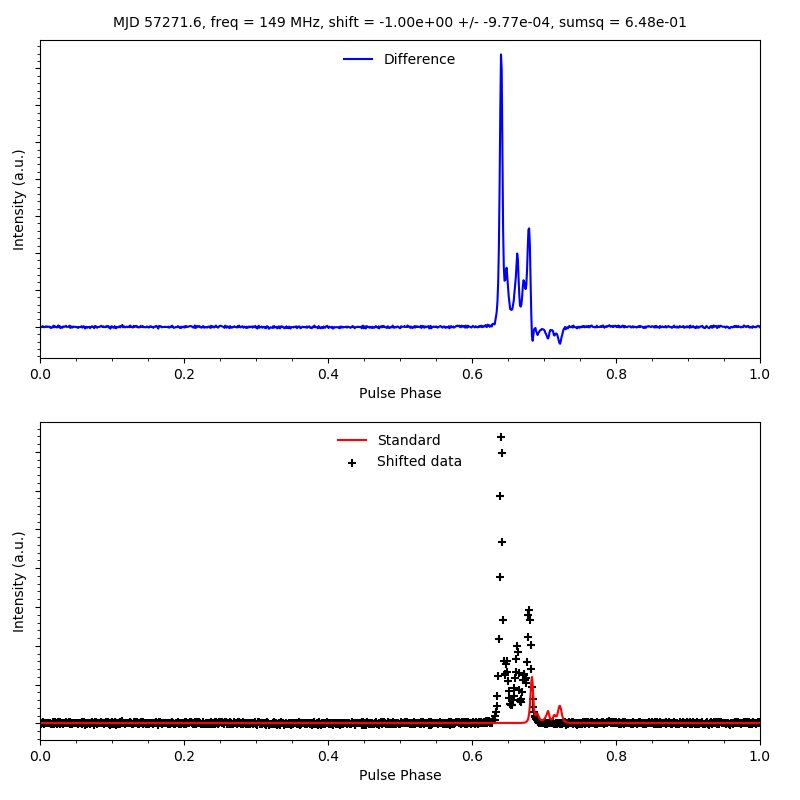 MJD 57271.6, freq = 149 MHz, shift = -1.00e+00 +/- -9.77e-04, sumsq = 6.48e-01
Difference
Intensity (a.u.)
0.0 0.2 0.4 0.6 0.8 1.0
Pulse Phase
Standard
Shifted data
Intensity (a.u.)
0.0 0.2 0.4 0.6 0.8 1.0
Pulse Phase